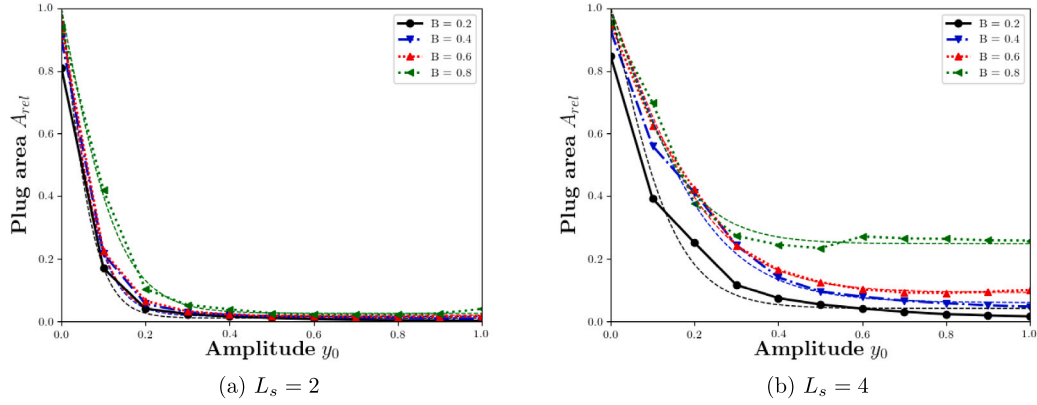 1.0
0.8
0.6
0.4
0.2
0.0
Plug area A_rel
0.0 0.2 0.4 0.6 0.8 1.0
Amplitude y_0
B = 0.2
B = 0.4
B = 0.6
B = 0.8
(a) L_s = 2
1.0
0.8
0.6
0.4
0.2
0.0
Plug area A_rel
0.0 0.2 0.4 0.6 0.8 1.0
Amplitude y_0
B = 0.2
B = 0.4
B = 0.6
B = 0.8
(b) L_s = 4